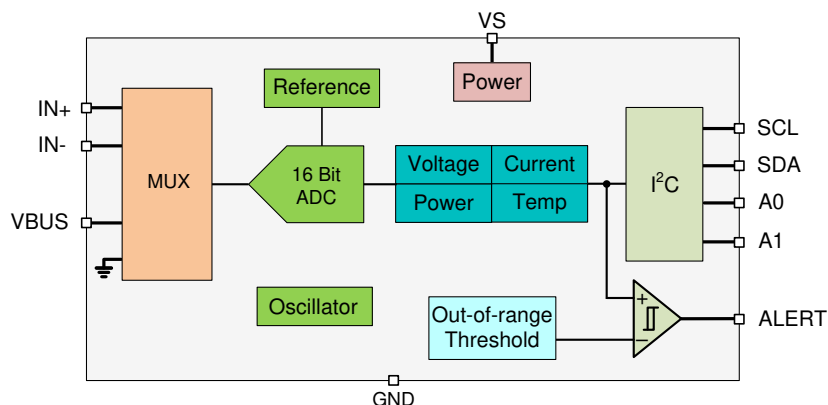 VS
Reference
Power
IN+
IN-
VBUS
MUX
16 Bit
ADC
Voltage
Current
Power
Temp
I²C
SCL
SDA
A0
A1
Oscillator
Out-of-range
Threshold
+
−
ALERT
GND